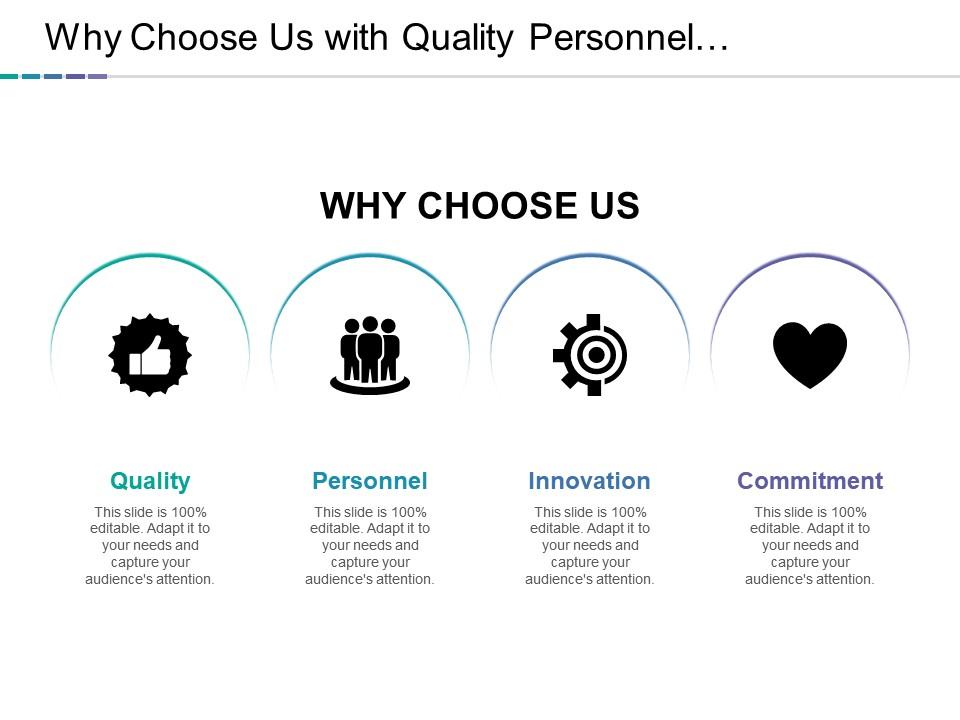 Why Choose Us with Quality Personnel…
WHY CHOOSE US
Quality
This slide is 100%
editable. Adapt it to
your needs and
capture your
audience's attention.
Personnel
This slide is 100%
editable. Adapt it to
your needs and
capture your
audience's attention.
Innovation
This slide is 100%
editable. Adapt it to
your needs and
capture your
audience's attention.
Commitment
This slide is 100%
editable. Adapt it to
your needs and
capture your
audience's attention.